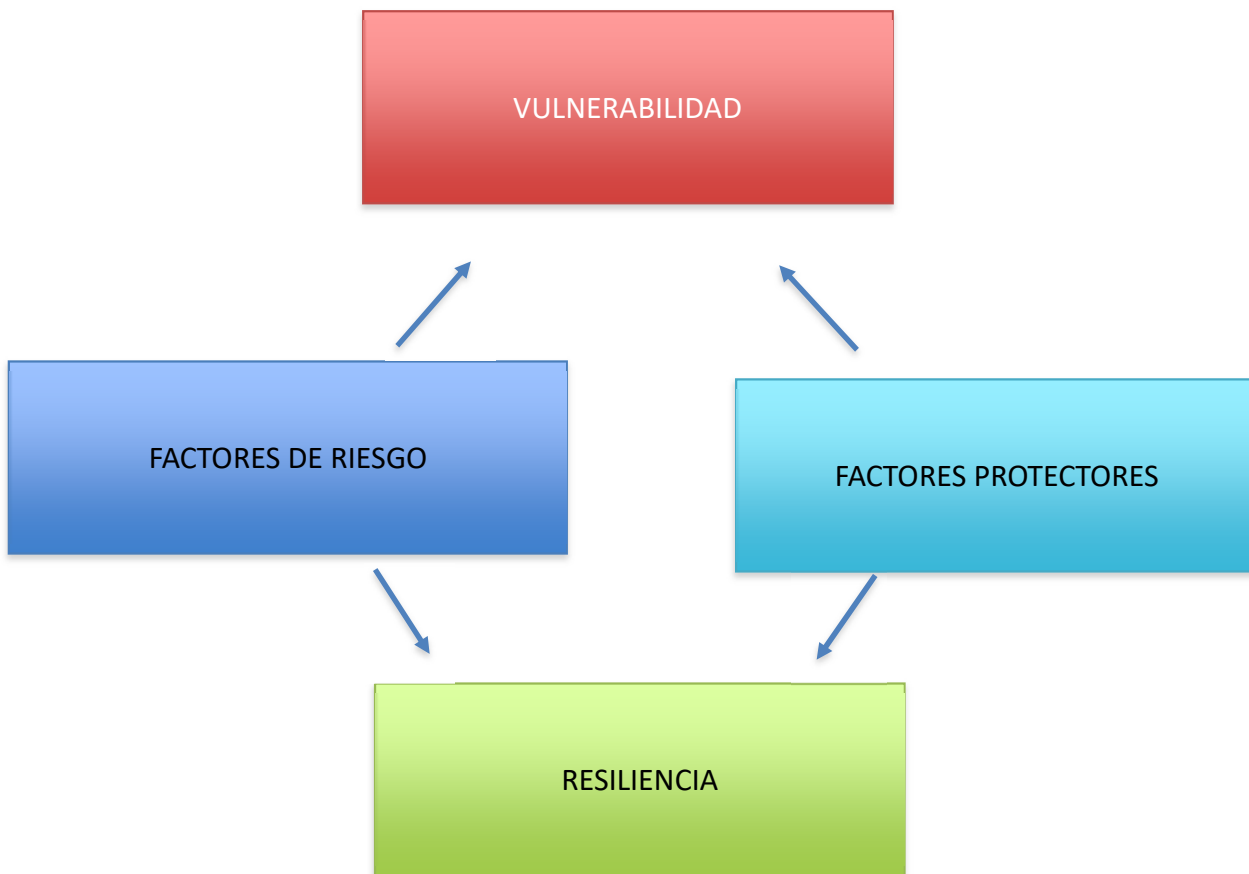 VULNERABILIDAD
FACTORES DE RIESGO
FACTORES PROTECTORES
RESILIENCIA